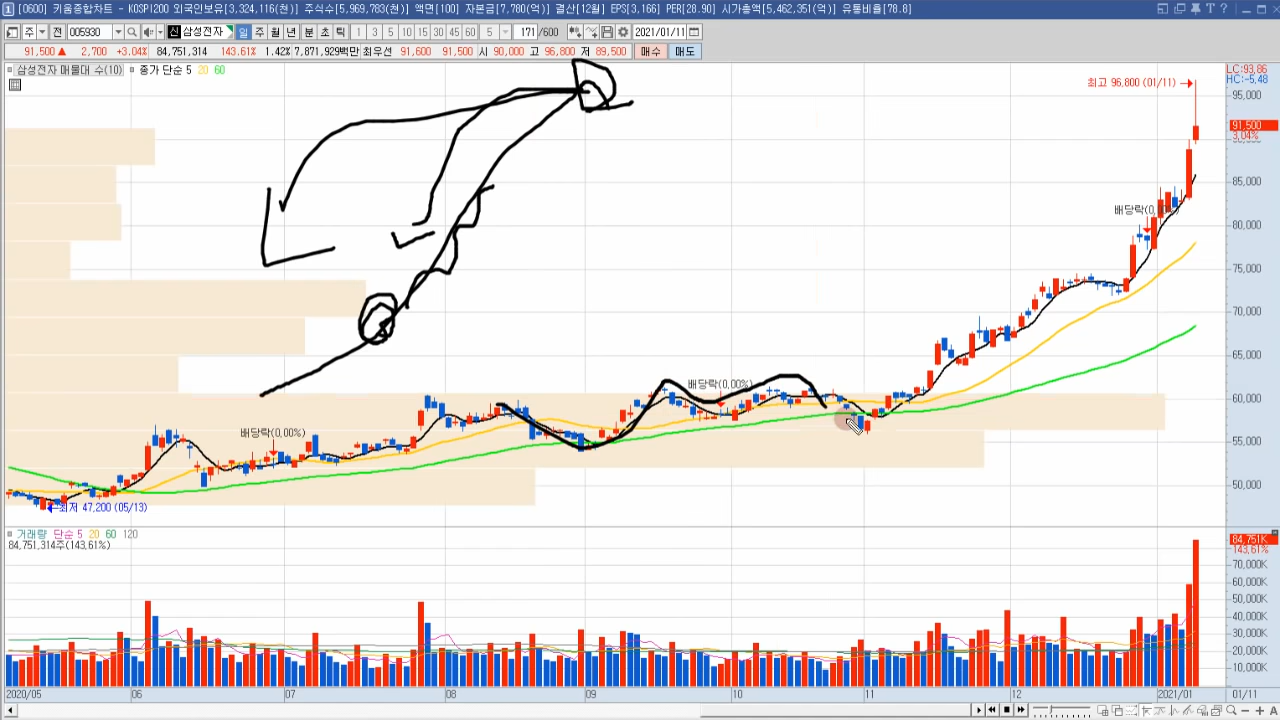 [0600] 키움종합차트 - KOSPI200 외국인보유[3,324,116(천)] 주식수[5,969,783(천)] 액면[100] 자본금[7,780(억)] 결산[12월] EPS[3,166] PER[28.90] 시가총액[5,462,351(억)] 유통비율[78.8]
주 전 005930 신 삼성전자 일 주 월 년 분 초 틱 1 3 5 10 15 30 45 60 5 171 /600 2021/01/11
91,500 ▲ 2,700 +3.04% 84,751,314 143.61% 1.42% 7,871,929백만 최우선 91,600 91,500 시 90,000 고 96,800 저 89,500 매수 매도
삼성전자 매물대 수(10) 종가 단순 5 20 60
LC:93,86
HC:-5,48
최고 96,800 (01/11)
95,000
91,500
3.04%
90,000
85,000
배당락(0,00%)
80,000
75,000
70,000
65,000
배당락(0,00%)
60,000
배당락(0,00%)
55,000
50,000
최저 47,200 (05/13)
거래량 단순 5 20 60 120
84,751,314주(143,61%)
84,751K
143,61%
70,000K
60,000K
50,000K
40,000K
30,000K
20,000K
10,000K
2020/05 06 07 08 09 10 11 12 2021/01 01/11
A